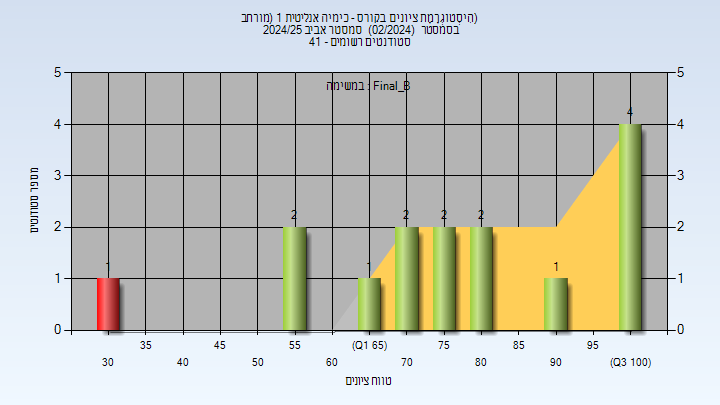 (היסטוגרמת ציונים בקורס - כימיה אנליטית 1 (מורחב
בסמסטר (02/2024) סמסטר אביב 2024/25
סטודנטים רשומים - 41
במשימה : Final_B
מספר סטודנטים
5 5
4 4
3 3
2 2
1 1
0 0
1 2 1 2 2 2 1 4
35 45 55 (Q1 65) 75 85 95
30 40 50 60 70 80 90 (Q3 100)
טווח ציונים